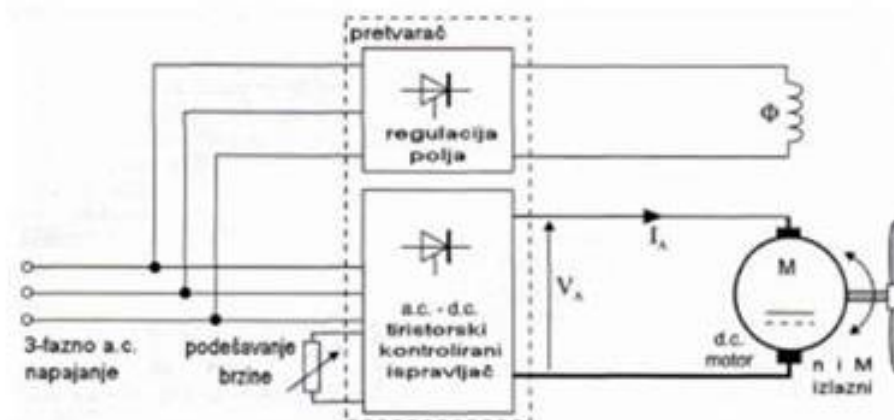 pretvarač
regulacija
polja
Φ
I_A
V_A
M
3-fazno a.c.
napajanje
podešavanje
brzine
a.c. - d.c.
tiristorski
kontrolirani
ispravljač
d.c.
motor
n i M
izlazni